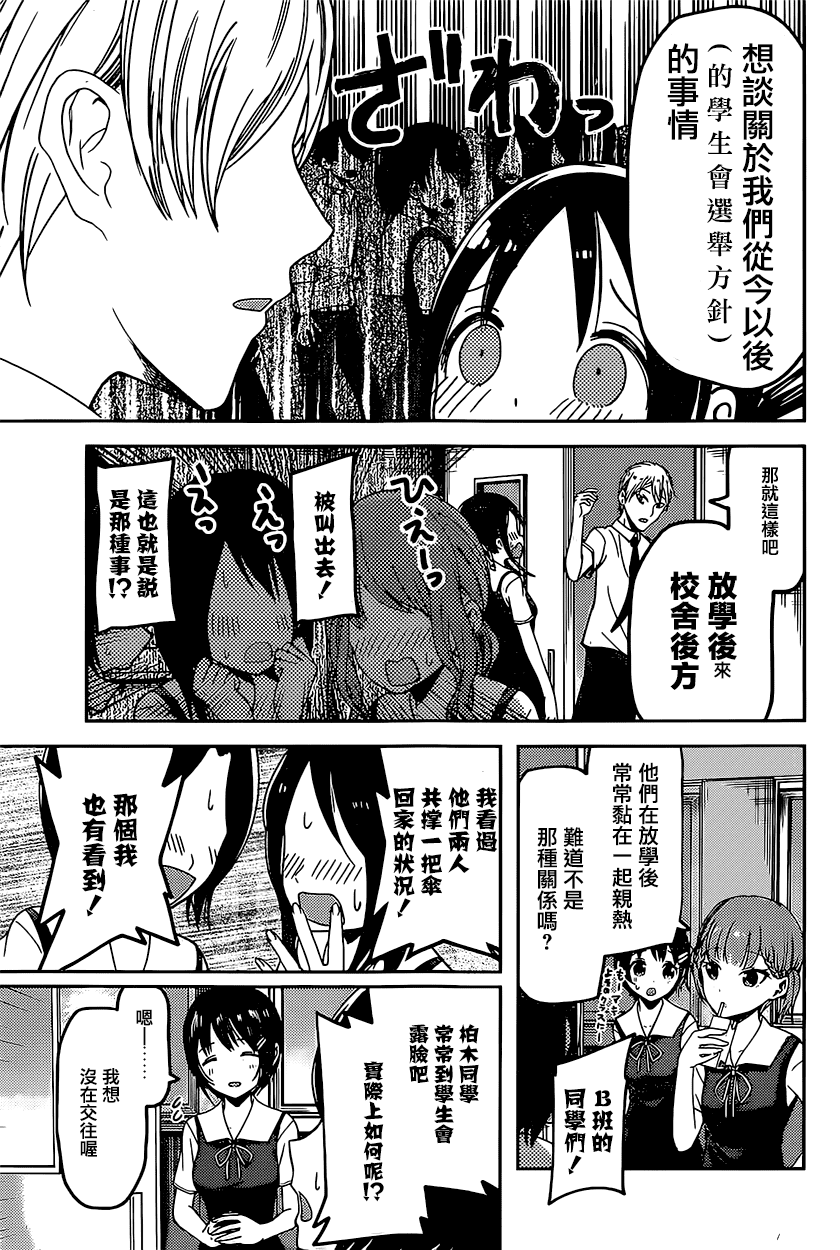 想談關於我們從今以後
(的學生會選舉方針)
的事情
ざわっ
那就這樣吧
放學後來
校舍後方
ひえーっ
被叫出去!
えっ
えっ
這也就是說
是那種事!?
他們在放學後
常常黏在一起親熱
難道不是
那種關係嗎?
B班的
同學們!
我看過
他們兩人
共撐一把傘
回家的狀況!
那個我
也有看到!
柏木同學
常常到學生會
露臉吧
實際上如何呢!?
嗯———……
我想
沒在交往喔